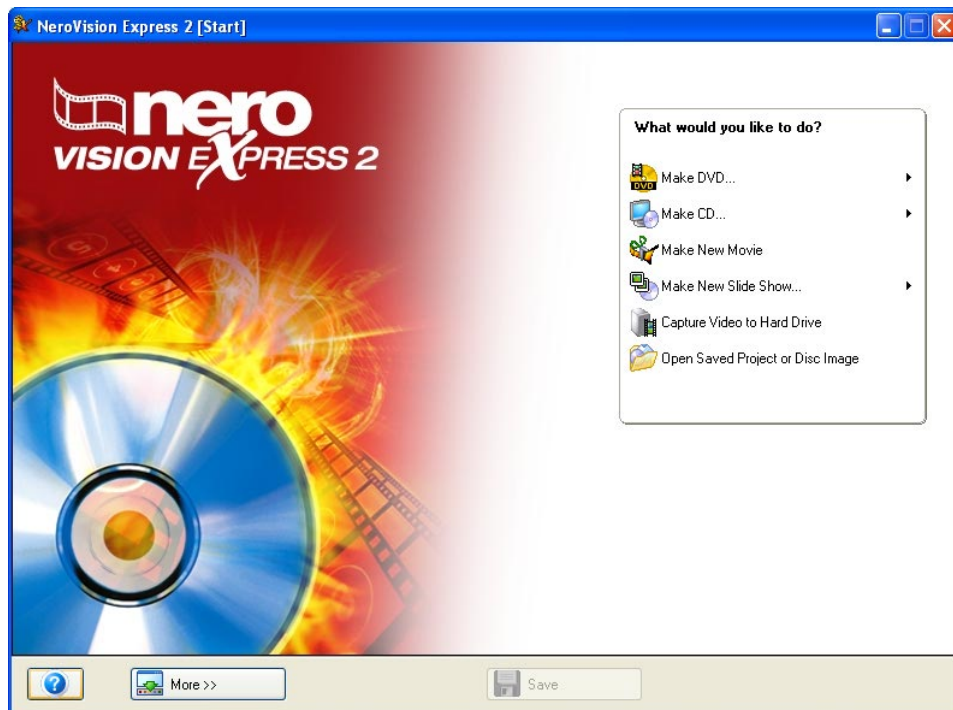 NeroVision Express 2 [Start]
nero
VISION EXPRESS 2
What would you like to do?
Make DVD...
Make CD...
Make New Movie
Make New Slide Show...
Capture Video to Hard Drive
Open Saved Project or Disc Image
? More >> Save